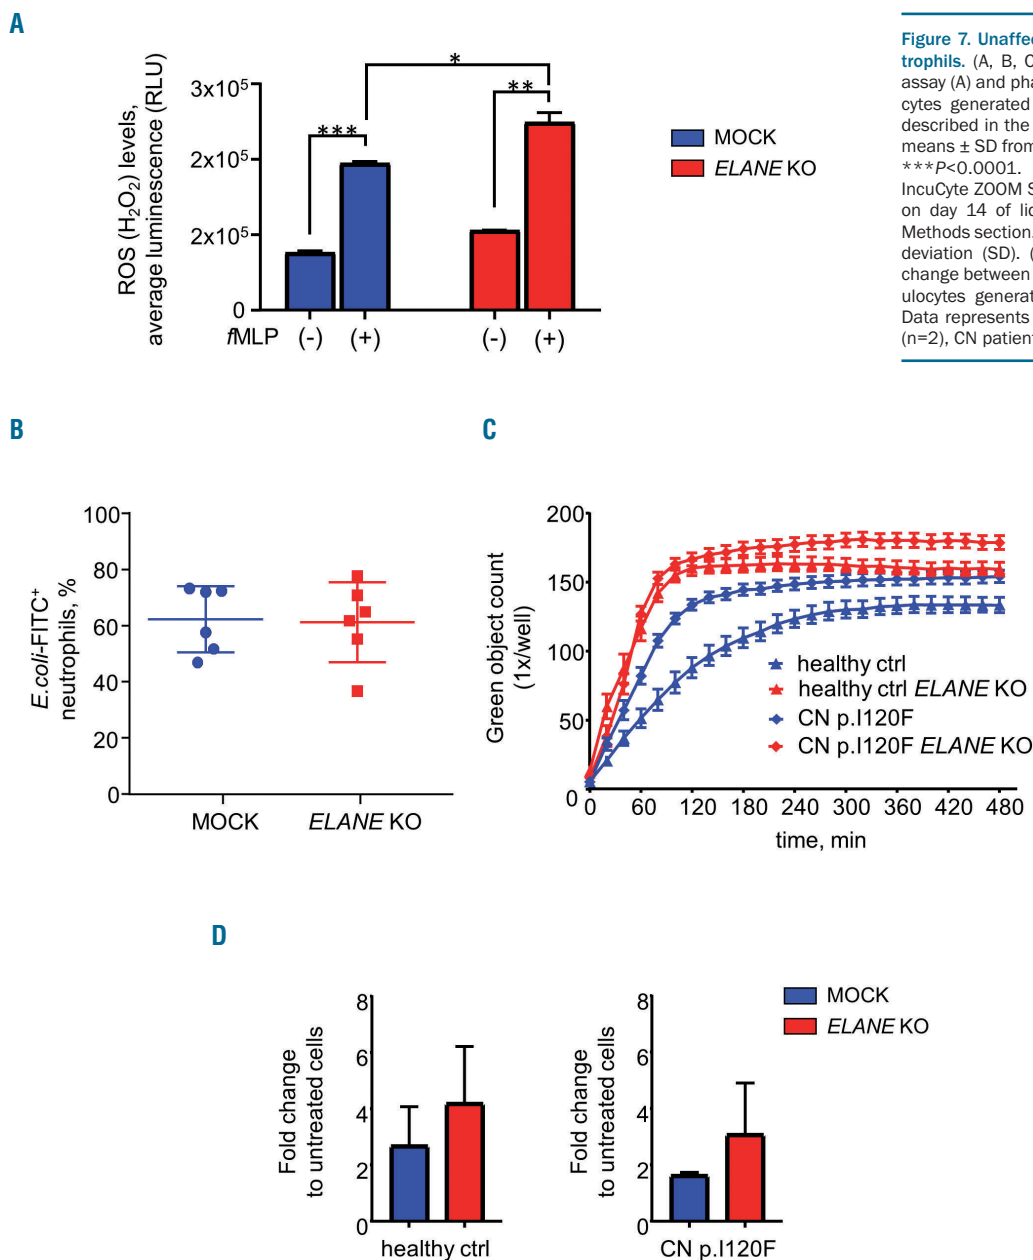 A
ROS (H₂O₂) levels,
average luminescence (RLU)
3x10⁵
2x10⁵
2x10⁵
0
***
*
**
fMLP (-) (+) (-) (+)
MOCK
ELANE KO
Figure 7. Unaffec
trophils. (A, B, C
assay (A) and pha
cytes generated
described in the
means ± SD from
***P<0.0001.
IncuCyte ZOOM S
on day 14 of lic
Methods section.
deviation (SD). (
change between
ulocytes generat
Data represents
(n=2), CN patient
B
E.coli-FITC⁺
neutrophils, %
100
80
60
40
20
0
MOCK ELANE KO
C
Green object count
(1x/well)
200
150
100
50
0
healthy ctrl
healthy ctrl ELANE KO
CN p.I120F
CN p.I120F ELANE KO
0 60 120 180 240 300 360 420 480
time, min
D
Fold change
to untreated cells
8
6
4
2
0
healthy ctrl
Fold change
to untreated cells
8
6
4
2
0
CN p.I120F
MOCK
ELANE KO